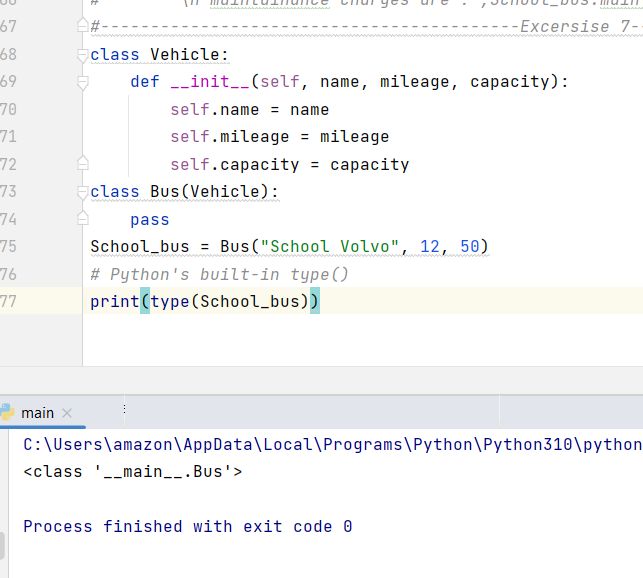 66 # \n maintainance charges are : ",School_bus.main
67 #------------------------------------------Excersise 7--
68 class Vehicle:
69 def __init__(self, name, mileage, capacity):
70 self.name = name
71 self.mileage = mileage
72 self.capacity = capacity
73 class Bus(Vehicle):
74 pass
75 School_bus = Bus("School Volvo", 12, 50)
76 # Python's built-in type()
77 print(type(School_bus))
main
C:\Users\amazon\AppData\Local\Programs\Python\Python310\python
<class '__main__.Bus'>
Process finished with exit code 0